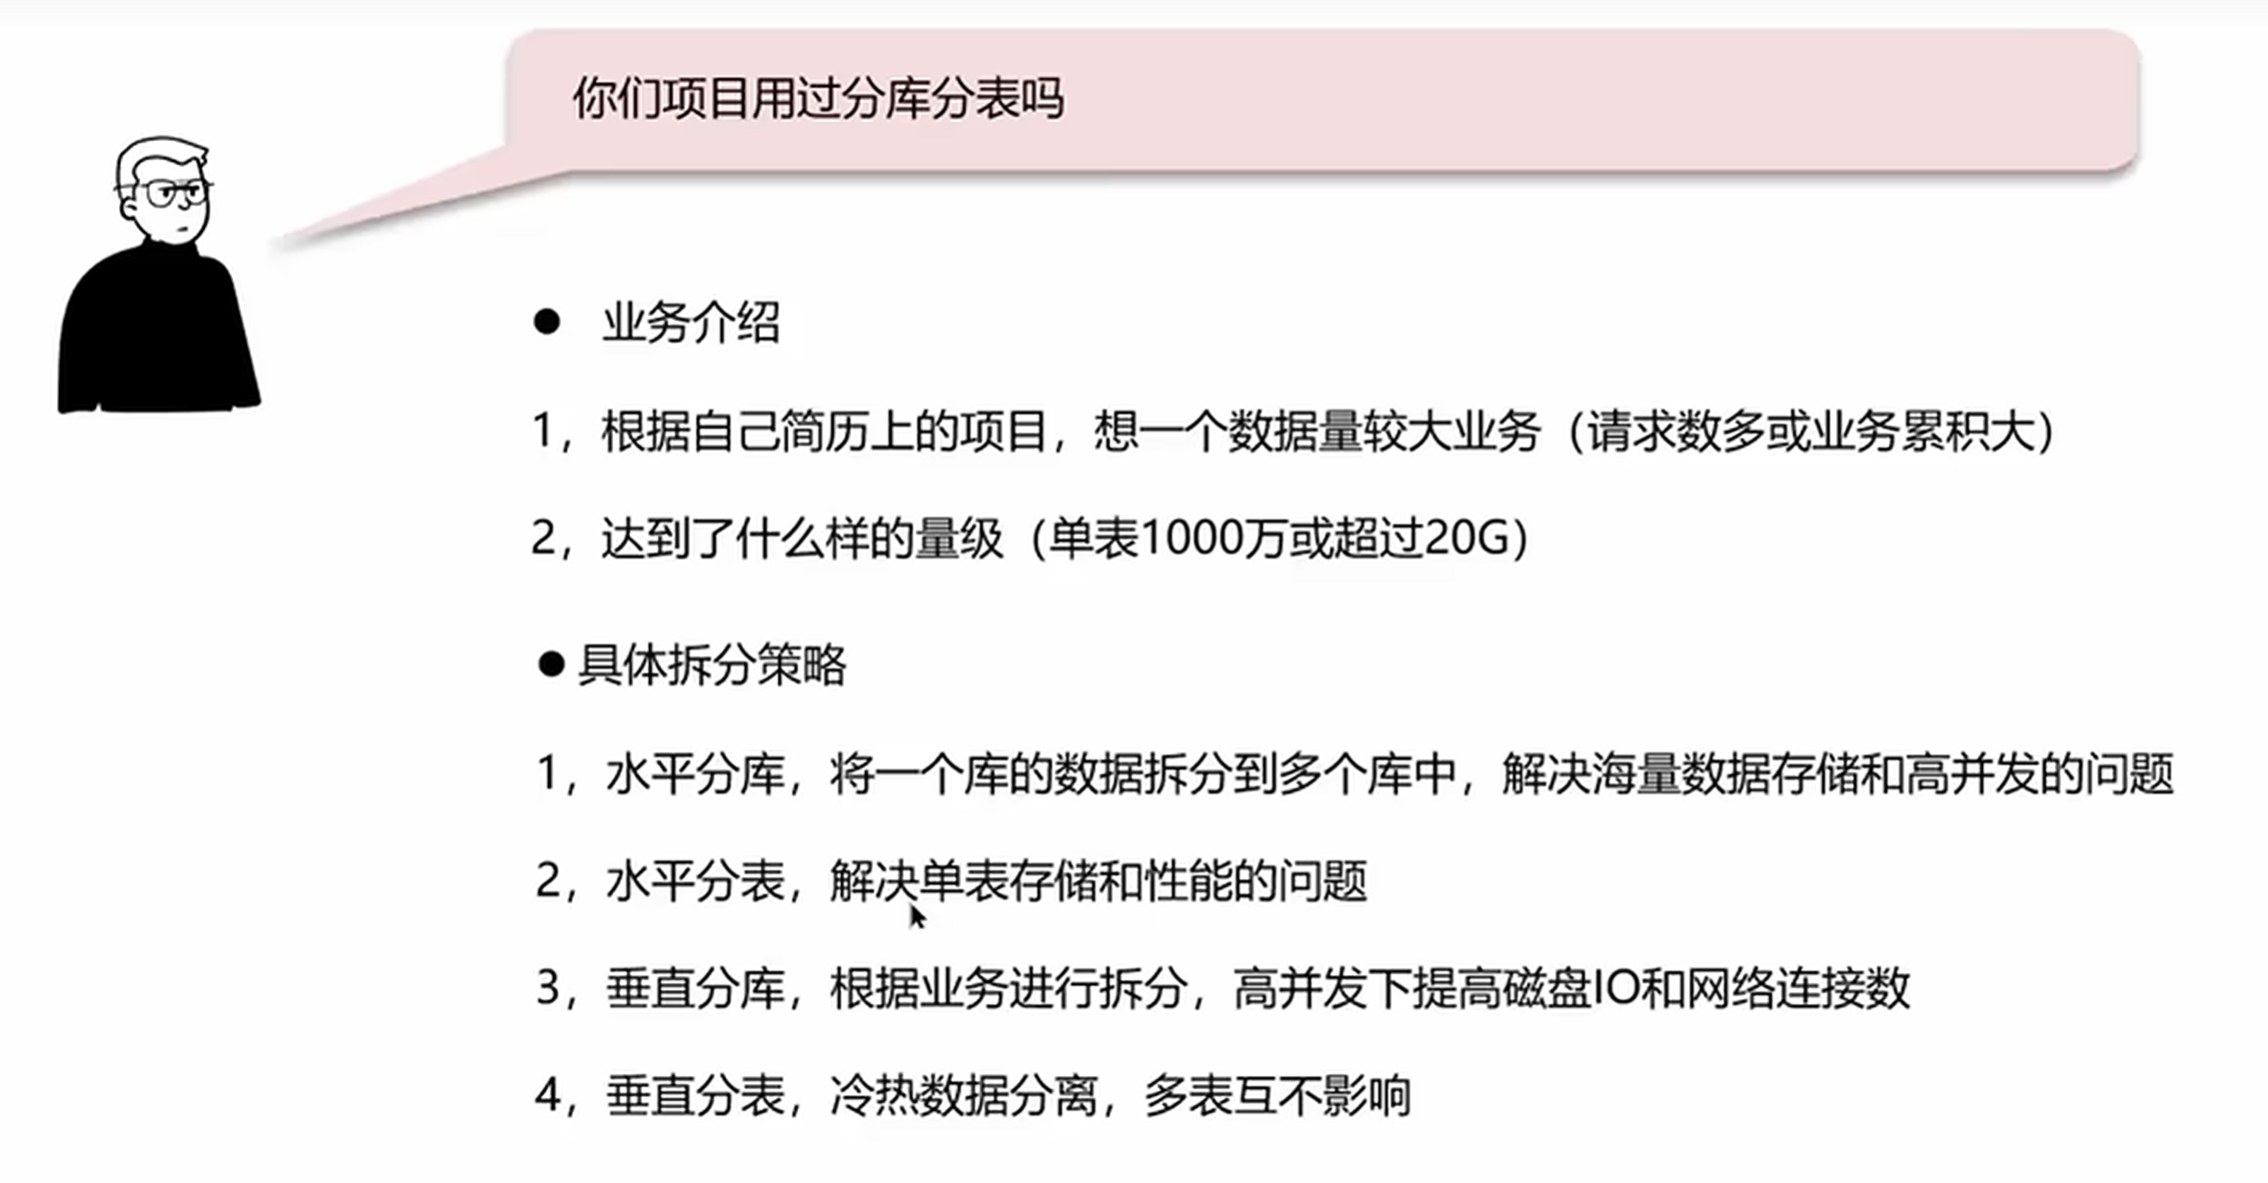 你们项目用过分库分表吗
● 业务介绍
1，根据自己简历上的项目，想一个数据量较大业务（请求数多或业务累积大）
2，达到了什么样的量级（单表1000万或超过20G）
● 具体拆分策略
1，水平分库，将一个库的数据拆分到多个库中，解决海量数据存储和高并发的问题
2，水平分表，解决单表存储和性能的问题
3，垂直分库，根据业务进行拆分，高并发下提高磁盘IO和网络连接数
4，垂直分表，冷热数据分离，多表互不影响